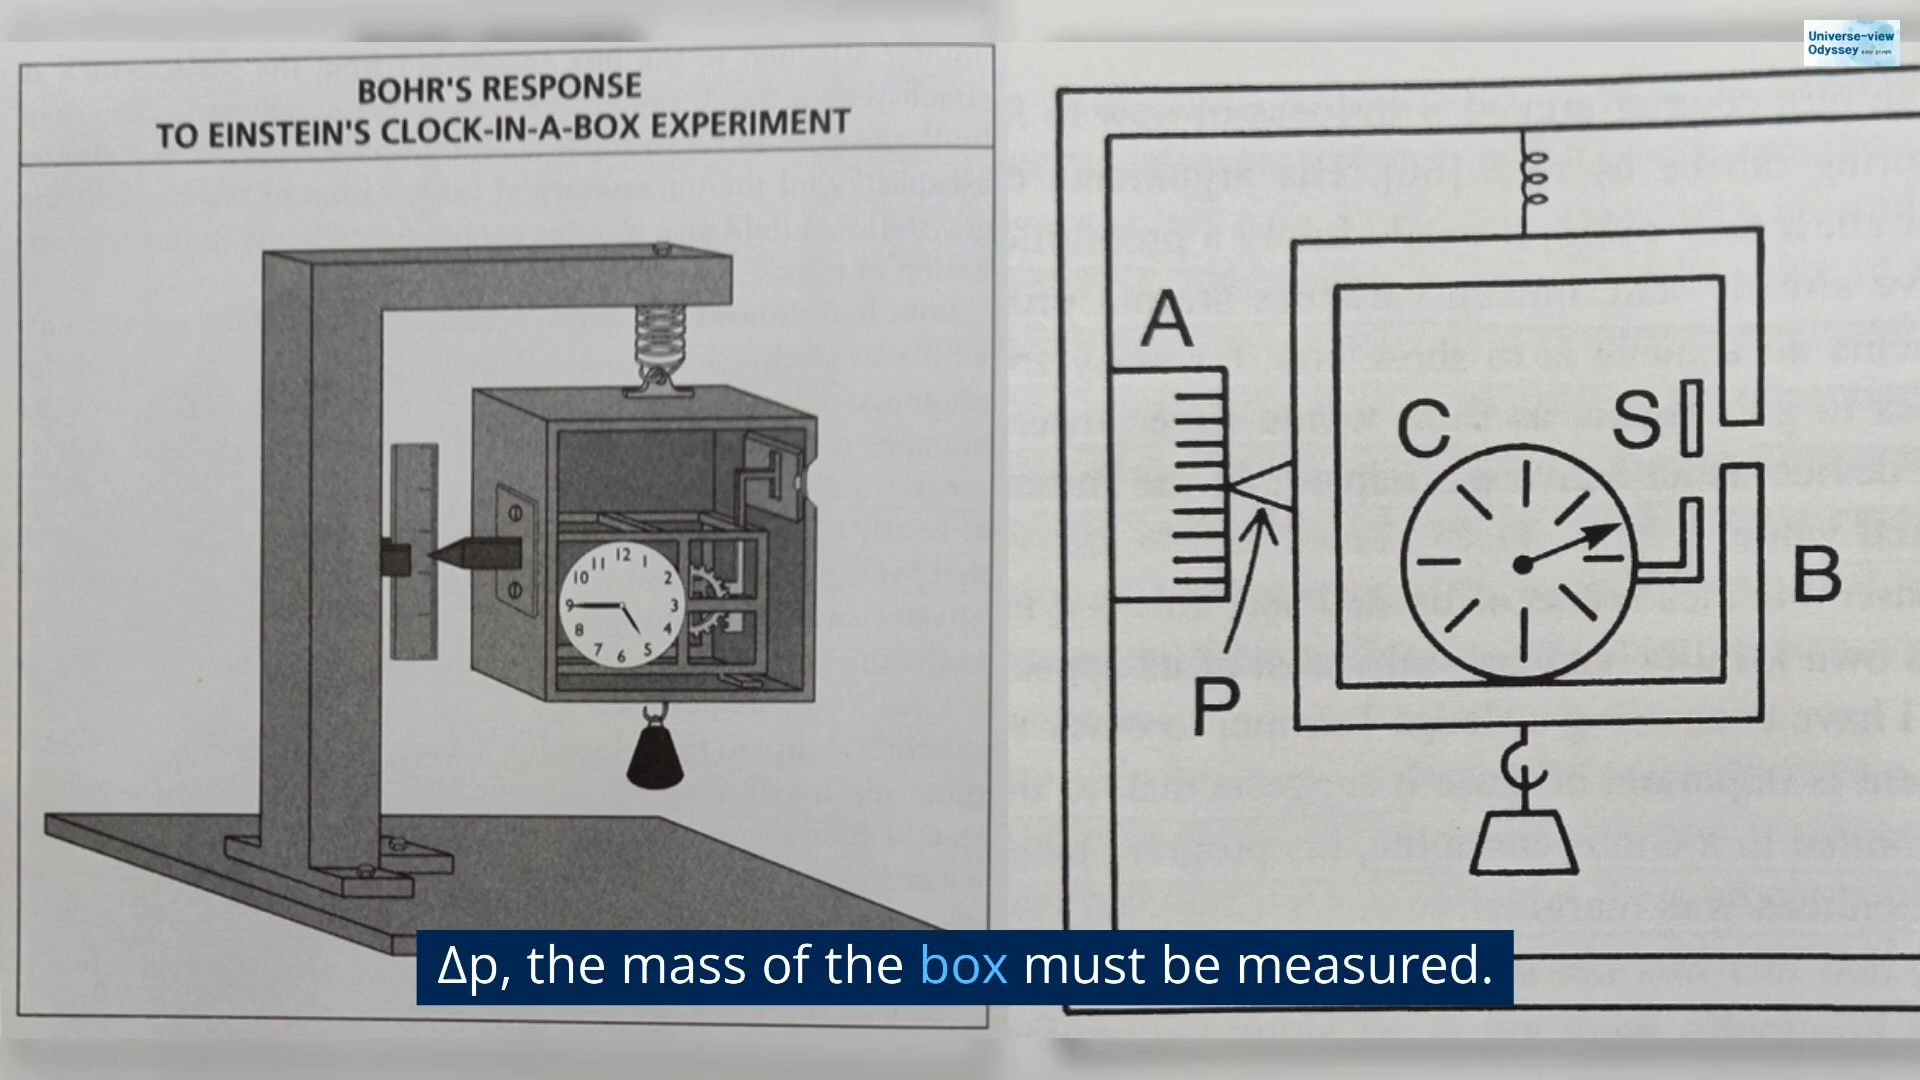 BOHR'S RESPONSE
TO EINSTEIN'S CLOCK-IN-A-BOX EXPERIMENT
12
11
1
10
2
9
3
8
4
7
6
5
A
C
S
B
P
Universe-view
Odyssey
Δp, the mass of the box must be measured.